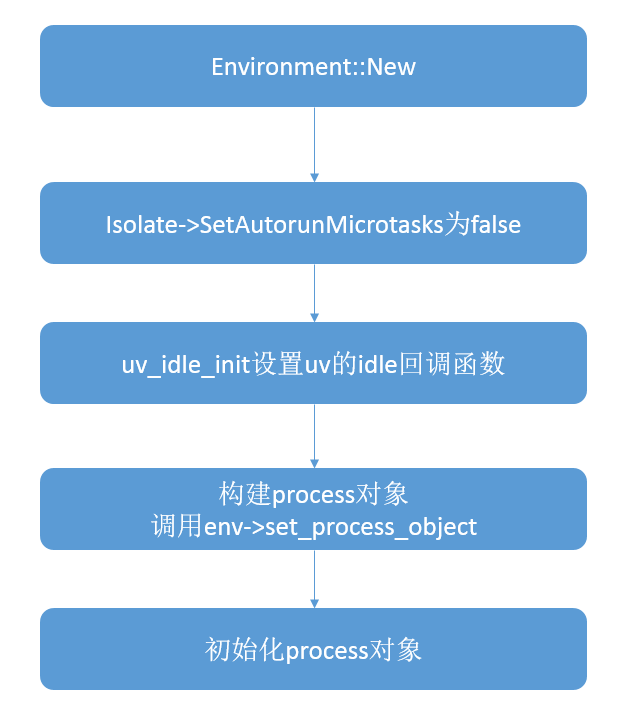 Environment::New
Isolate->SetAutorunMicrotasks为false
uv_idle_init设置uv的idle回调函数
构建process对象
调用env->set_process_object
初始化process对象